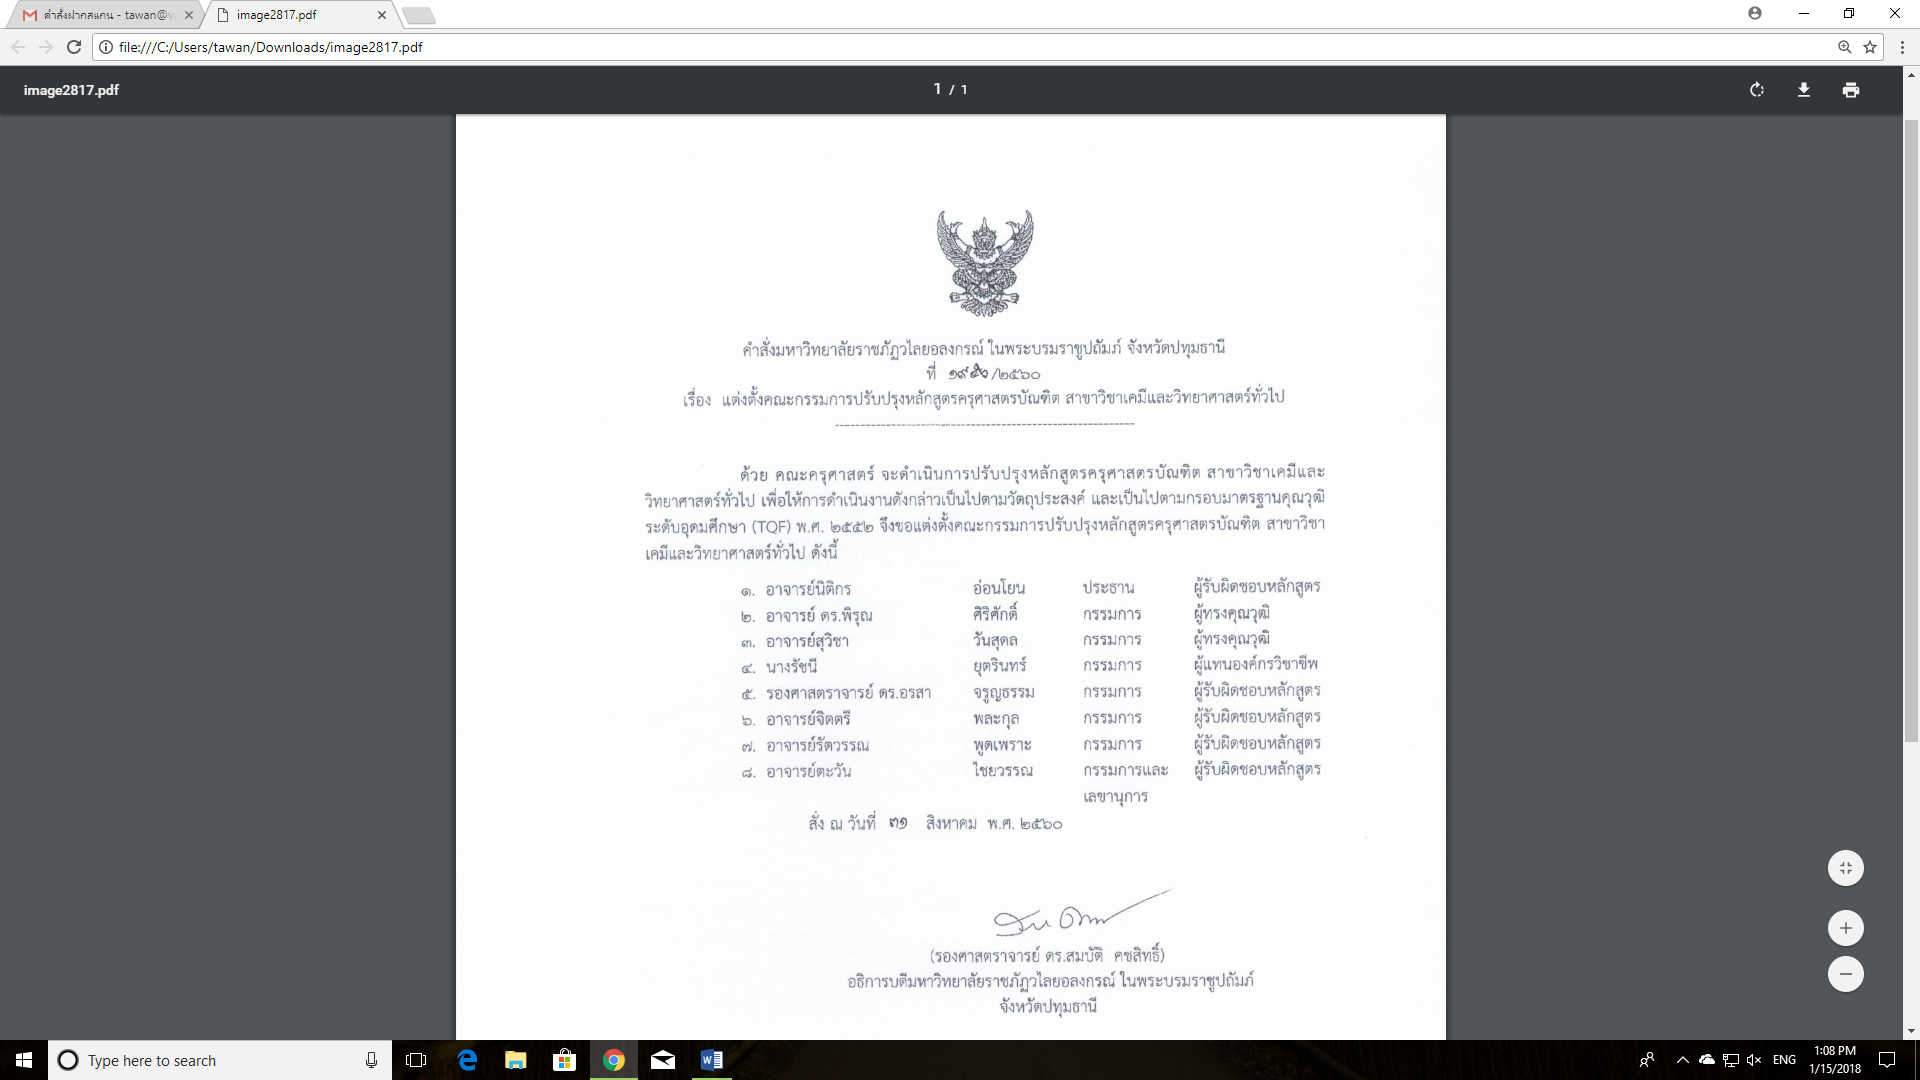 คำสั่งฝากสแกน - tawan@v
image2817.pdf
file:///C:/Users/tawan/Downloads/image2817.pdf
image2817.pdf
1 / 1
คำสั่งมหาวิทยาลัยราชภัฏวไลยอลงกรณ์ ในพระบรมราชูปถัมภ์ จังหวัดปทุมธานี
ที่ /๒๕๖๐
เรื่อง แต่งตั้งคณะกรรมการปรับปรุงหลักสูตรครุศาสตรบัณฑิต สาขาวิชาเคมีและวิทยาศาสตร์ทั่วไป
ด้วย คณะครุศาสตร์ จะดำเนินการปรับปรุงหลักสูตรครุศาสตรบัณฑิต สาขาวิชาเคมีและ
วิทยาศาสตร์ทั่วไป เพื่อให้การดำเนินงานดังกล่าวเป็นไปตามวัตถุประสงค์ และเป็นไปตามกรอบมาตรฐานคุณวุฒิ
ระดับอุดมศึกษา (TQF) พ.ศ. ๒๕๕๒ จึงขอแต่งตั้งคณะกรรมการปรับปรุงหลักสูตรครุศาสตรบัณฑิต สาขาวิชา
เคมีและวิทยาศาสตร์ทั่วไป ดังนี้
๑. อาจารย์นิติกร อ่อนโยน ประธาน ผู้รับผิดชอบหลักสูตร
๒. อาจารย์ ดร.พิรุณ ศิริศักดิ์ กรรมการ ผู้ทรงคุณวุฒิ
๓. อาจารย์สุวิชา วันสุดล กรรมการ ผู้ทรงคุณวุฒิ
๔. นางรัชนี ยุตรินทร์ กรรมการ ผู้แทนองค์กรวิชาชีพ
๕. รองศาสตราจารย์ ดร.อรสา จรูญธรรม กรรมการ ผู้รับผิดชอบหลักสูตร
๖. อาจารย์จิตตรี พละกุล กรรมการ ผู้รับผิดชอบหลักสูตร
๗. อาจารย์รัตวรรณ พูดเพราะ กรรมการ ผู้รับผิดชอบหลักสูตร
๘. อาจารย์ตะวัน ไชยวรรณ กรรมการและ ผู้รับผิดชอบหลักสูตร
เลขานุการ
สั่ง ณ วันที่ ๓๑ สิงหาคม พ.ศ. ๒๕๖๐
(รองศาสตราจารย์ ดร.สมบัติ คชสิทธิ์)
อธิการบดีมหาวิทยาลัยราชภัฏวไลยอลงกรณ์ ในพระบรมราชูปถัมภ์
จังหวัดปทุมธานี
Type here to search
ENG
1:08 PM
1/15/2018